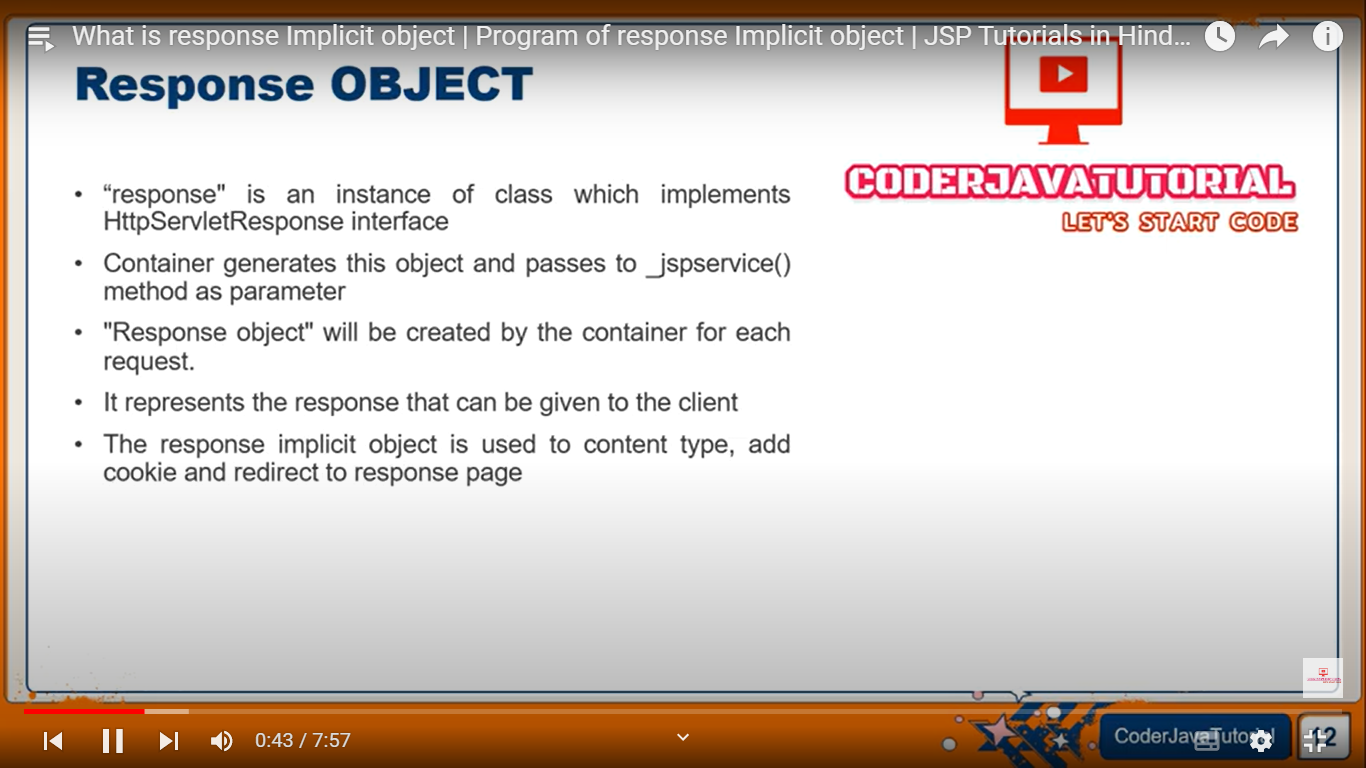 What is response Implicit object | Program of response Implicit object | JSP Tutorials in Hind...
Response OBJECT
CODERJAVATUTORIAL
LET'S START CODE
• “response" is an instance of class which implements
HttpServletResponse interface
• Container generates this object and passes to _jspservice()
method as parameter
• "Response object" will be created by the container for each
request.
• It represents the response that can be given to the client
• The response implicit object is used to content type, add
cookie and redirect to response page
0:43 / 7:57
CoderJavaTutorial
12